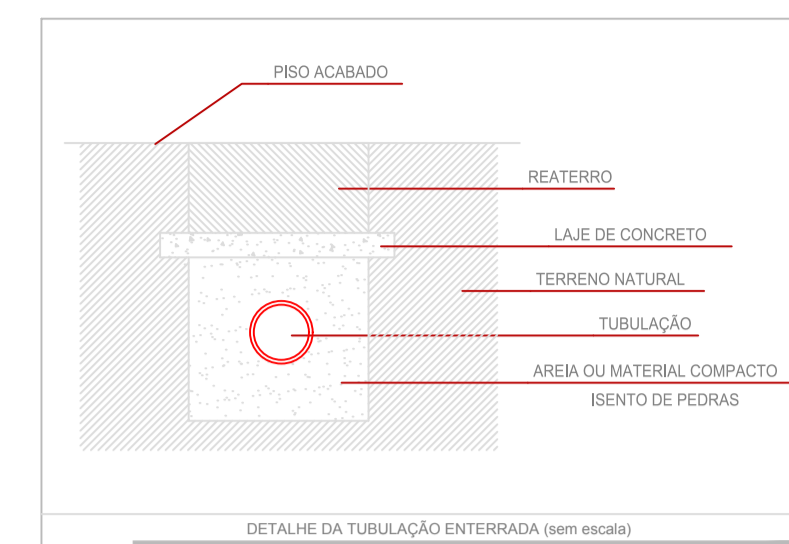 PISO ACABADO
REATERRO
LAJE DE CONCRETO
TERRENO NATURAL
TUBULAÇÃO
AREIA OU MATERIAL COMPACTO
ISENTO DE PEDRAS
DETALHE DA TUBULAÇÃO ENTERRADA (sem escala)